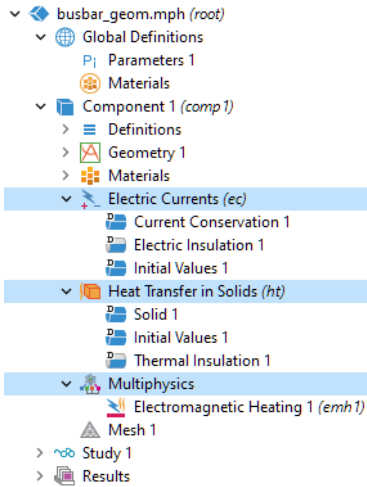 busbar_geom.mph (root)
Global Definitions
Pi Parameters 1
Materials
Component 1 (comp1)
Definitions
Geometry 1
Materials
Electric Currents (ec)
D Current Conservation 1
D Electric Insulation 1
D Initial Values 1
Heat Transfer in Solids (ht)
D Solid 1
D Initial Values 1
D Thermal Insulation 1
Multiphysics
Electromagnetic Heating 1 (emh1)
Mesh 1
Study 1
Results